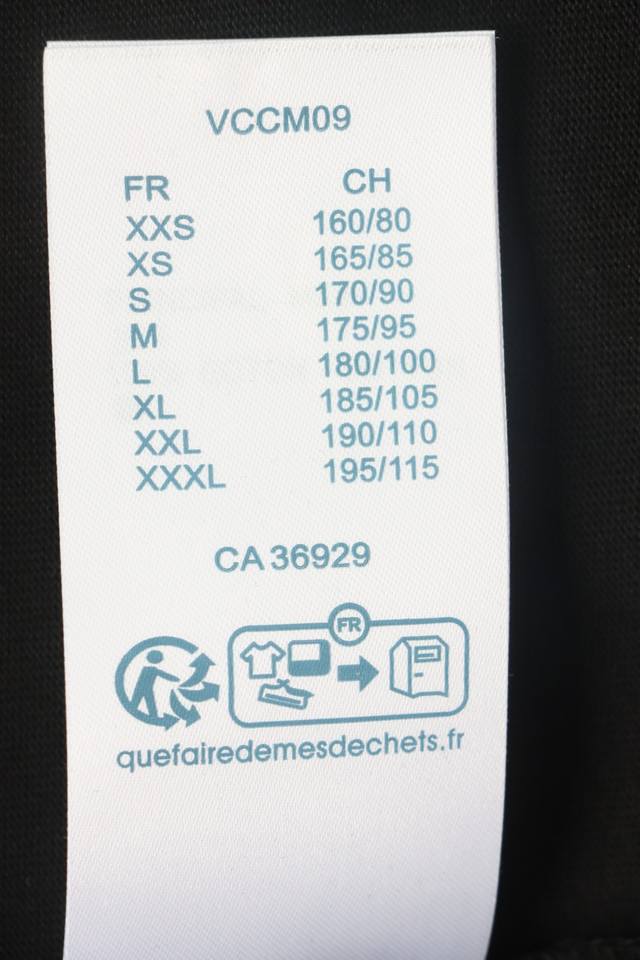 VCCM09
FR CH
XXS 160/80
XS 165/85
S 170/90
M 175/95
L 180/100
XL 185/105
XXL 190/110
XXXL 195/115
CA 36929
FR
quefairedemesdechets.fr